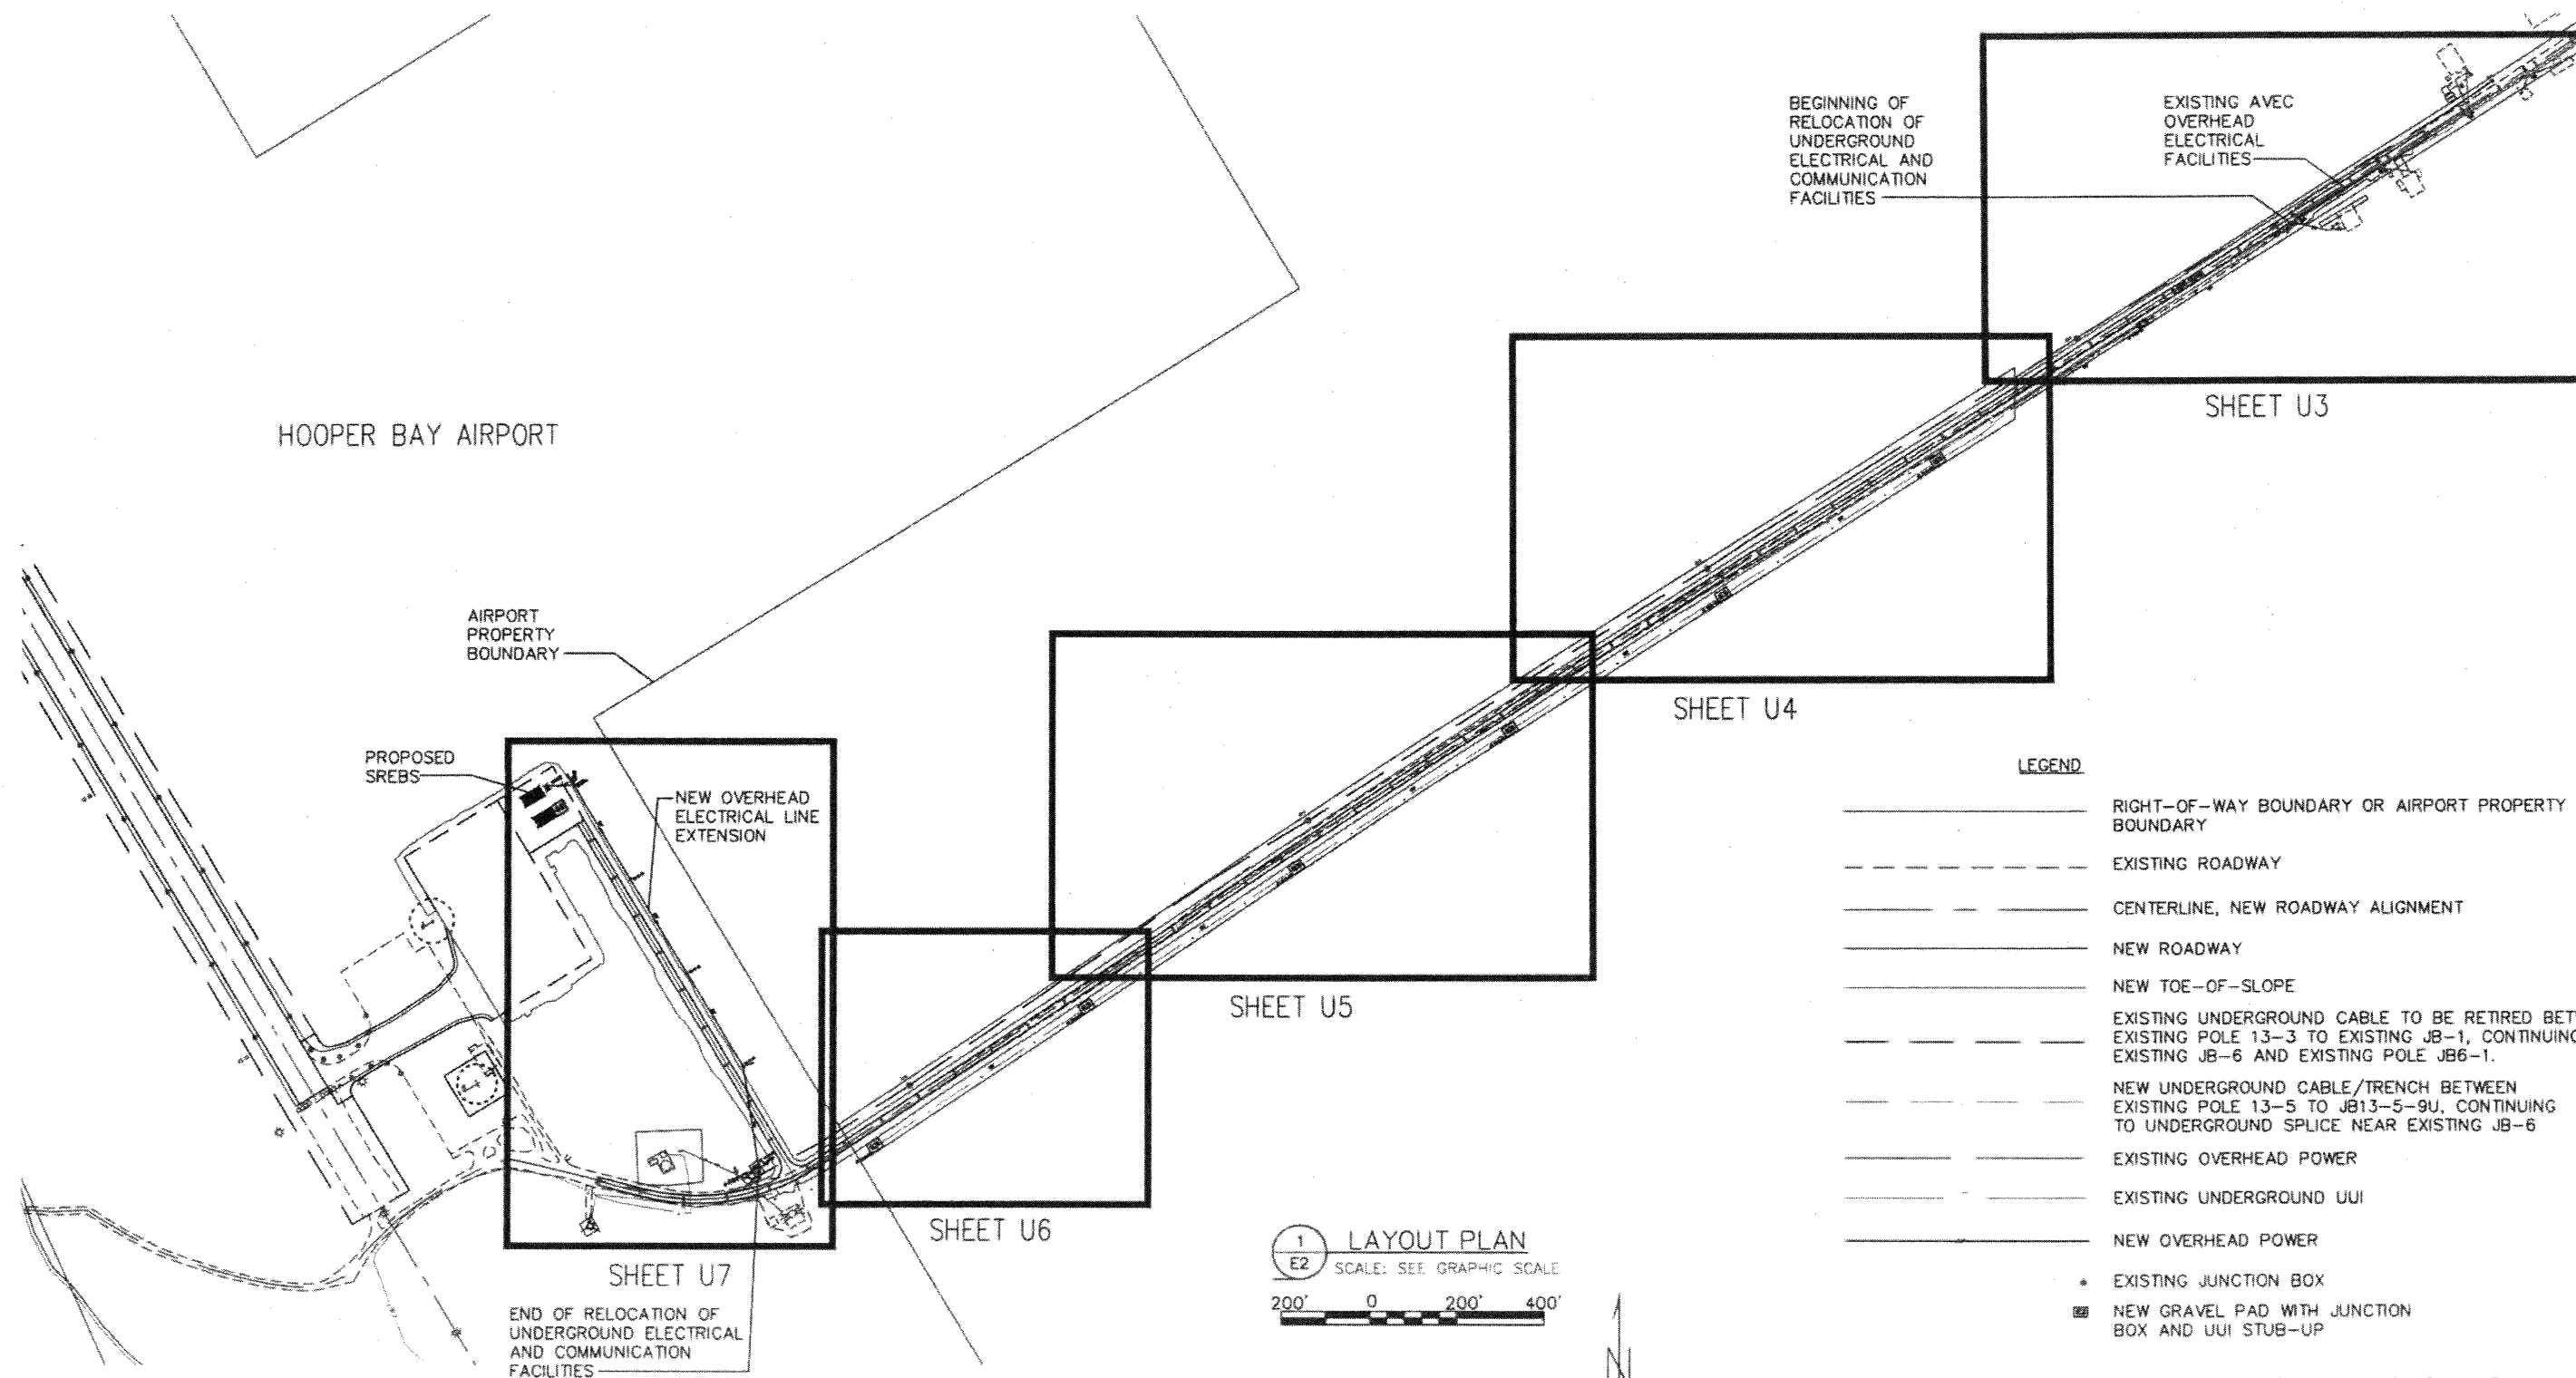 BEGINNING OF
RELOCATION OF
UNDERGROUND
ELECTRICAL AND
COMMUNICATION
FACILITIES
EXISTING AVEC
OVERHEAD
ELECTRICAL
FACILITIES
SHEET U3
HOOPER BAY AIRPORT
AIRPORT
PROPERTY
BOUNDARY
SHEET U4
PROPOSED
SREBS
NEW OVERHEAD
ELECTRICAL LINE
EXTENSION
SHEET U5
SHEET U6
SHEET U7
END OF RELOCATION OF
UNDERGROUND ELECTRICAL
AND COMMUNICATION
FACILITIES
1
E2
LAYOUT PLAN
SCALE: SEE GRAPHIC SCALE
200' 0 200' 400'
N
LEGEND
RIGHT-OF-WAY BOUNDARY OR AIRPORT PROPERTY
BOUNDARY
EXISTING ROADWAY
CENTERLINE, NEW ROADWAY ALIGNMENT
NEW ROADWAY
NEW TOE-OF-SLOPE
EXISTING UNDERGROUND CABLE TO BE RETIRED BET
EXISTING POLE 13-3 TO EXISTING JB-1, CONTINUING
EXISTING JB-6 AND EXISTING POLE JB6-1.
NEW UNDERGROUND CABLE/TRENCH BETWEEN
EXISTING POLE 13-5 TO JB13-5-9U, CONTINUING
TO UNDERGROUND SPLICE NEAR EXISTING JB-6
EXISTING OVERHEAD POWER
EXISTING UNDERGROUND UUI
NEW OVERHEAD POWER
EXISTING JUNCTION BOX
NEW GRAVEL PAD WITH JUNCTION
BOX AND UUI STUB-UP